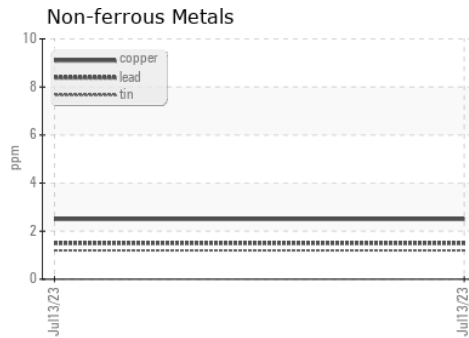 Non-ferrous Metals
10
8
6
4
2
0
ppm
copper
lead
tin
Jul13/23
Jul13/23